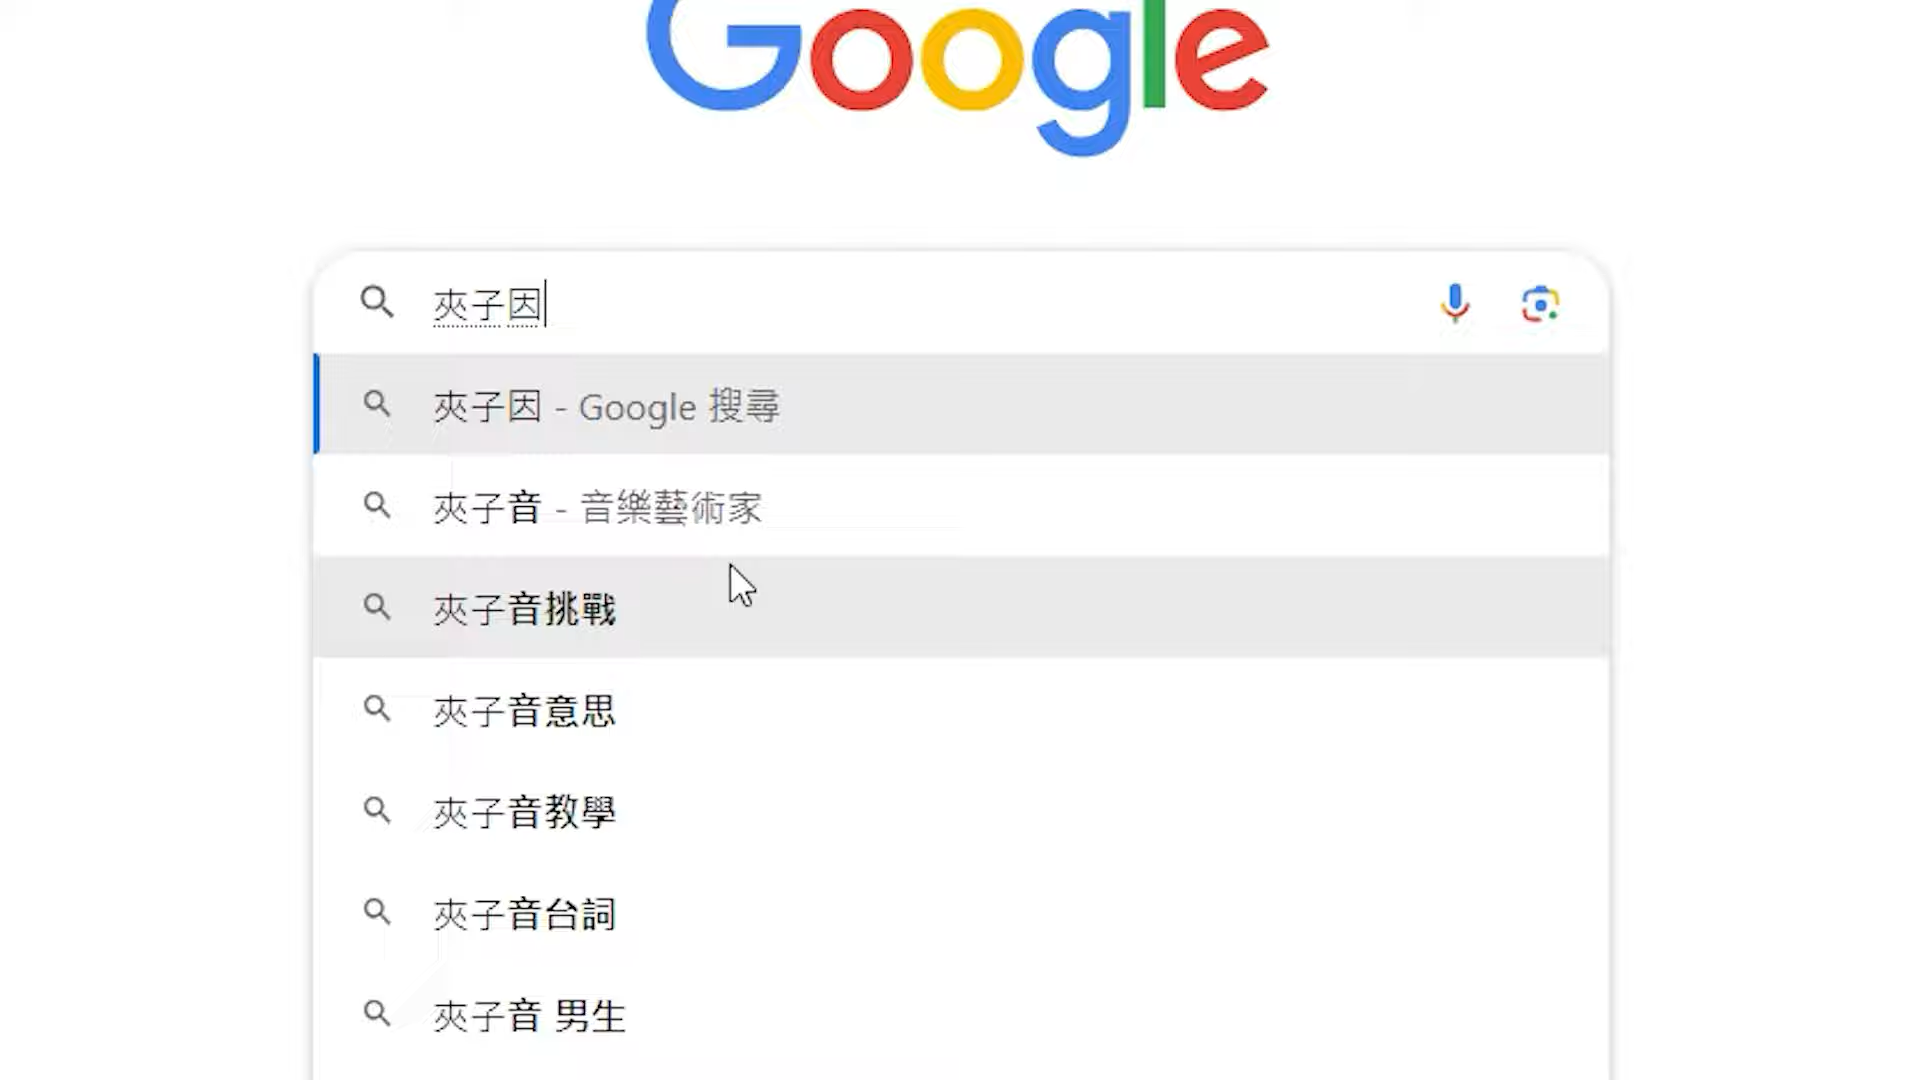 Google
夾子因
夾子因 - Google 搜尋
夾子音 - 音樂藝術家
夾子音挑戰
夾子音意思
夾子音教學
夾子音台詞
夾子音 男生